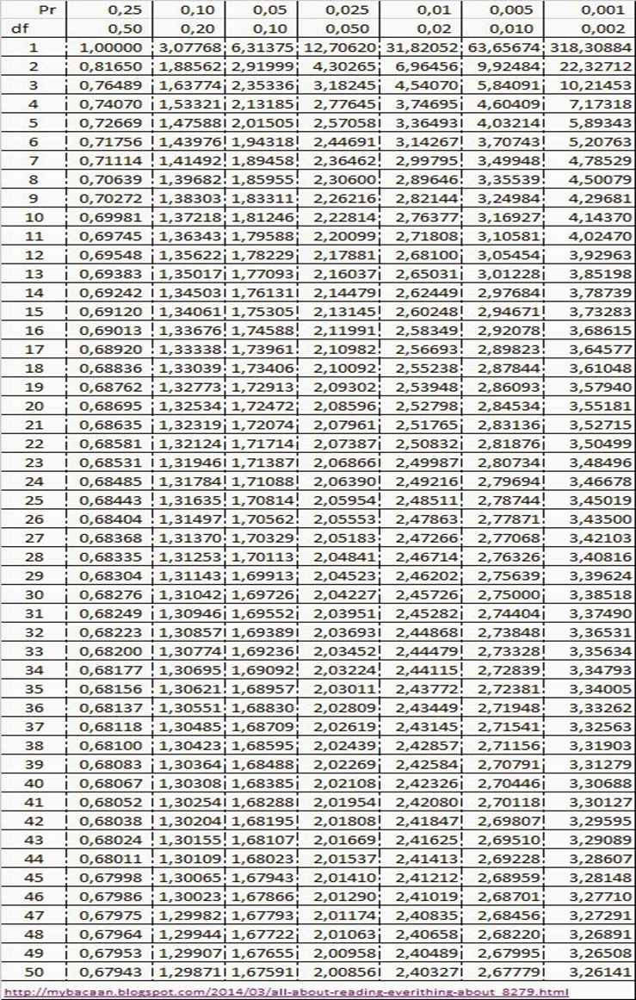 Pr 0,25 0,10 0,05 0,025 0,01 0,005 0,001
df 0,50 0,20 0,10 0,050 0,02 0,010 0,002
1 1,00000 3,07768 6,31375 12,70620 31,82052 63,65674 318,30884
2 0,81650 1,88562 2,91999 4,30265 6,96456 9,92484 22,32712
3 0,76489 1,63774 2,35336 3,18245 4,54070 5,84091 10,21453
4 0,74070 1,53321 2,13185 2,77645 3,74695 4,60409 7,17318
5 0,72669 1,47588 2,01505 2,57058 3,36493 4,03214 5,89343
6 0,71756 1,43976 1,94318 2,44691 3,14267 3,70743 5,20763
7 0,71114 1,41492 1,89458 2,36462 2,99795 3,49948 4,78529
8 0,70639 1,39682 1,85955 2,30600 2,89646 3,35539 4,50079
9 0,70272 1,38303 1,83311 2,26216 2,82144 3,24984 4,29681
10 0,69981 1,37218 1,81246 2,22814 2,76377 3,16927 4,14370
11 0,69745 1,36343 1,79588 2,20099 2,71808 3,10581 4,02470
12 0,69548 1,35622 1,78229 2,17881 2,68100 3,05454 3,92963
13 0,69383 1,35017 1,77093 2,16037 2,65031 3,01228 3,85198
14 0,69242 1,34503 1,76131 2,14479 2,62449 2,97684 3,78739
15 0,69120 1,34061 1,75305 2,13145 2,60248 2,94671 3,73283
16 0,69013 1,33676 1,74588 2,11991 2,58349 2,92078 3,68615
17 0,68920 1,33338 1,73961 2,10982 2,56693 2,89823 3,64577
18 0,68836 1,33039 1,73406 2,10092 2,55238 2,87844 3,61048
19 0,68762 1,32773 1,72913 2,09302 2,53948 2,86093 3,57940
20 0,68695 1,32534 1,72472 2,08596 2,52798 2,84534 3,55181
21 0,68635 1,32319 1,72074 2,07961 2,51765 2,83136 3,52715
22 0,68581 1,32124 1,71714 2,07387 2,50832 2,81876 3,50499
23 0,68531 1,31946 1,71387 2,06866 2,49987 2,80734 3,48496
24 0,68485 1,31784 1,71088 2,06390 2,49216 2,79694 3,46678
25 0,68443 1,31635 1,70814 2,05954 2,48511 2,78744 3,45019
26 0,68404 1,31497 1,70562 2,05553 2,47863 2,77871 3,43500
27 0,68368 1,31370 1,70329 2,05183 2,47266 2,77068 3,42103
28 0,68335 1,31253 1,70113 2,04841 2,46714 2,76326 3,40816
29 0,68304 1,31143 1,69913 2,04523 2,46202 2,75639 3,39624
30 0,68276 1,31042 1,69726 2,04227 2,45726 2,75000 3,38518
31 0,68249 1,30946 1,69552 2,03951 2,45282 2,74404 3,37490
32 0,68223 1,30857 1,69389 2,03693 2,44868 2,73848 3,36531
33 0,68200 1,30774 1,69236 2,03452 2,44479 2,73328 3,35634
34 0,68177 1,30695 1,69092 2,03224 2,44115 2,72839 3,34793
35 0,68156 1,30621 1,68957 2,03011 2,43772 2,72381 3,34005
36 0,68137 1,30551 1,68830 2,02809 2,43449 2,71948 3,33262
37 0,68118 1,30485 1,68709 2,02619 2,43145 2,71541 3,32563
38 0,68100 1,30423 1,68595 2,02439 2,42857 2,71156 3,31903
39 0,68083 1,30364 1,68488 2,02269 2,42584 2,70791 3,31279
40 0,68067 1,30308 1,68385 2,02108 2,42326 2,70446 3,30688
41 0,68052 1,30254 1,68288 2,01954 2,42080 2,70118 3,30127
42 0,68038 1,30204 1,68195 2,01808 2,41847 2,69807 3,29595
43 0,68024 1,30155 1,68107 2,01669 2,41625 2,69510 3,29089
44 0,68011 1,30109 1,68023 2,01537 2,41413 2,69228 3,28607
45 0,67998 1,30065 1,67943 2,01410 2,41212 2,68959 3,28148
46 0,67986 1,30023 1,67866 2,01290 2,41019 2,68701 3,27710
47 0,67975 1,29982 1,67793 2,01174 2,40835 2,68456 3,27291
48 0,67964 1,29944 1,67722 2,01063 2,40658 2,68220 3,26891
49 0,67953 1,29907 1,67655 2,00958 2,40489 2,67995 3,26508
50 0,67943 1,29871 1,67591 2,00856 2,40327 2,67779 3,26141
http://mybacaan.blogspot.com/2014/03/all-about-reading-everithing-about_8279.html